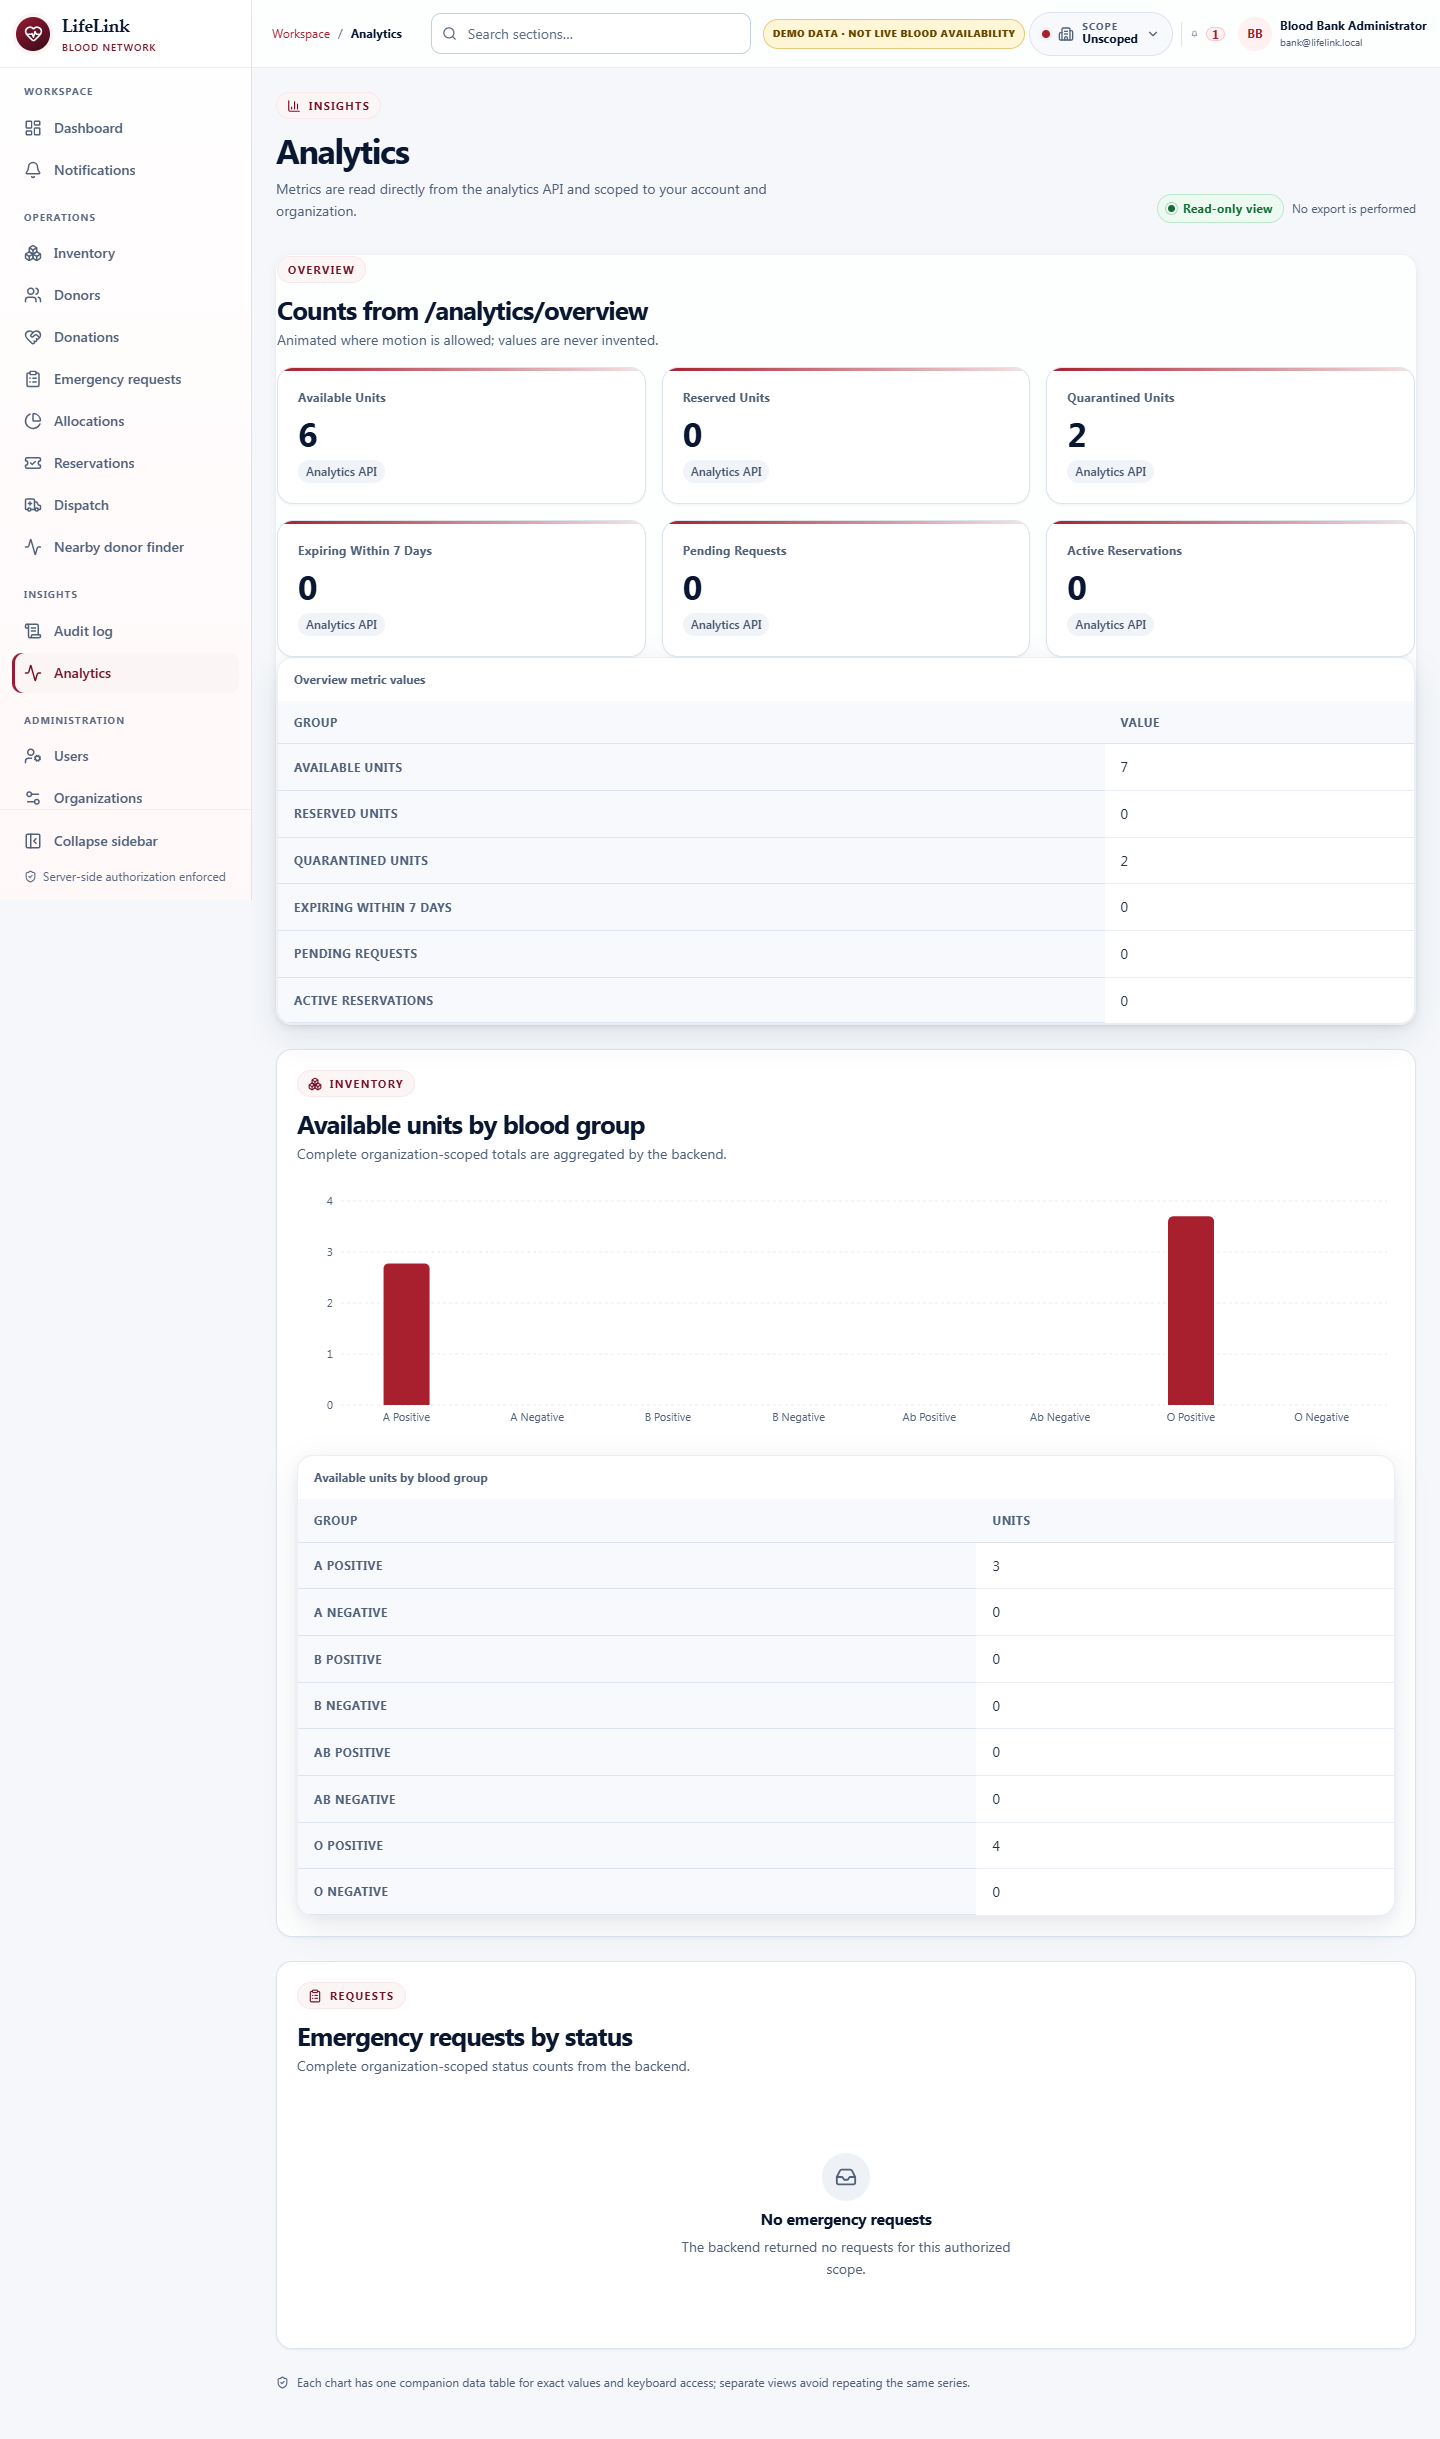 LifeLink
BLOOD NETWORK
Workspace / Analytics
Search sections...
DEMO DATA · NOT LIVE BLOOD AVAILABILITY
SCOPE
Unscoped
1
BB
Blood Bank Administrator
bank@lifelink.local
WORKSPACE
Dashboard
Notifications
OPERATIONS
Inventory
Donors
Donations
Emergency requests
Allocations
Reservations
Dispatch
Nearby donor finder
INSIGHTS
Audit log
Analytics
ADMINISTRATION
Users
Organizations
Collapse sidebar
Server-side authorization enforced
INSIGHTS
Analytics
Metrics are read directly from the analytics API and scoped to your account and
organization.
Read-only view
No export is performed
OVERVIEW
Counts from /analytics/overview
Animated where motion is allowed; values are never invented.
Available Units
6
Analytics API
Reserved Units
0
Analytics API
Quarantined Units
2
Analytics API
Expiring Within 7 Days
0
Analytics API
Pending Requests
0
Analytics API
Active Reservations
0
Analytics API
Overview metric values
GROUP VALUE
AVAILABLE UNITS 7
RESERVED UNITS 0
QUARANTINED UNITS 2
EXPIRING WITHIN 7 DAYS 0
PENDING REQUESTS 0
ACTIVE RESERVATIONS 0
INVENTORY
Available units by blood group
Complete organization-scoped totals are aggregated by the backend.
4
3
2
1
0
A Positive A Negative B Positive B Negative Ab Positive Ab Negative O Positive O Negative
Available units by blood group
GROUP UNITS
A POSITIVE 3
A NEGATIVE 0
B POSITIVE 0
B NEGATIVE 0
AB POSITIVE 0
AB NEGATIVE 0
O POSITIVE 4
O NEGATIVE 0
REQUESTS
Emergency requests by status
Complete organization-scoped status counts from the backend.
No emergency requests
The backend returned no requests for this authorized
scope.
Each chart has one companion data table for exact values and keyboard access; separate views avoid repeating the same series.